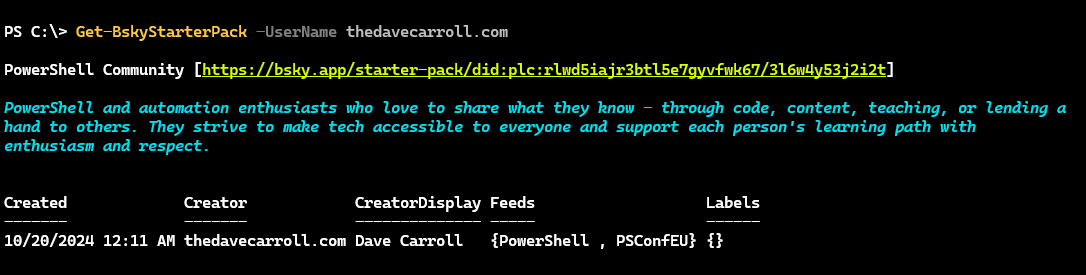 PS C:\> Get-BskyStarterPack -UserName thedavecarroll.com
PowerShell Community [https://bsky.app/starter-pack/did:plc:rlwd5iajr3btl5e7gyvfwk67/3l6w4y53j2i2t]
PowerShell and automation enthusiasts who love to share what they know - through code, content, teaching, or lending a
hand to others. They strive to make tech accessible to everyone and support each person's learning path with
enthusiasm and respect.
Created Creator CreatorDisplay Feeds Labels
------- ------- -------------- ----- ------
10/20/2024 12:11 AM thedavecarroll.com Dave Carroll {PowerShell , PSConfEU} {}